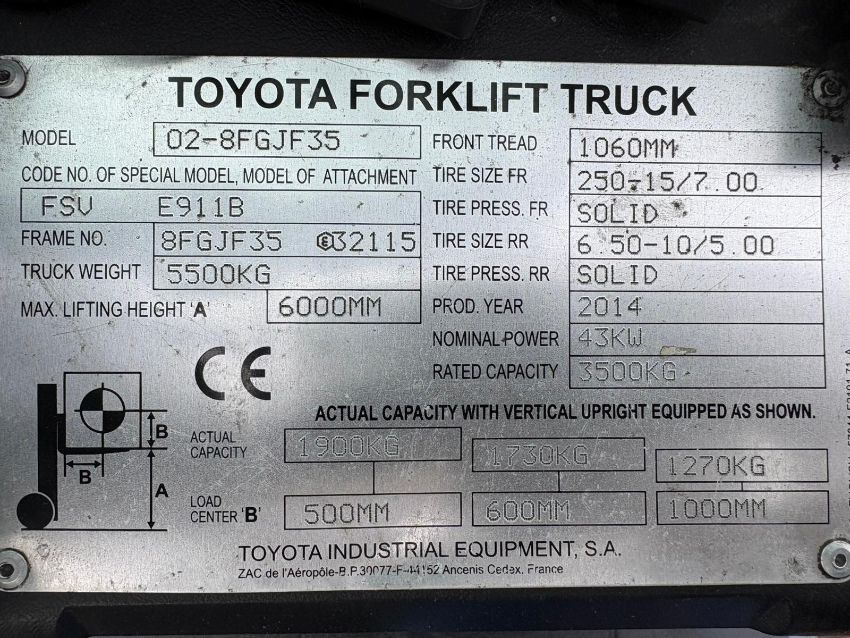 TOYOTA FORKLIFT TRUCK
MODEL 02-8FGJF35
CODE NO. OF SPECIAL MODEL, MODEL OF ATTACHMENT
FSV E911B
FRAME NO. 8FGJF35 32115
TRUCK WEIGHT 5500KG
MAX. LIFTING HEIGHT 'A' 6000MM
FRONT TREAD 1060MM
TIRE SIZE FR 250-15/7.00
TIRE PRESS. FR SOLID
TIRE SIZE RR 6.50-10/5.00
TIRE PRESS. RR SOLID
PROD. YEAR 2014
NOMINAL-POWER 43KW
RATED CAPACITY 3500KG
CE
B
B
A
ACTUAL CAPACITY WITH VERTICAL UPRIGHT EQUIPPED AS SHOWN.
ACTUAL
CAPACITY 1900KG 1730KG 1270KG
LOAD
CENTER 'B' 500MM 600MM 1000MM
TOYOTA INDUSTRIAL EQUIPMENT, S.A.
ZAC de l'Aéropôle-B.P.30077-F-44152 Ancenis Cedex. France